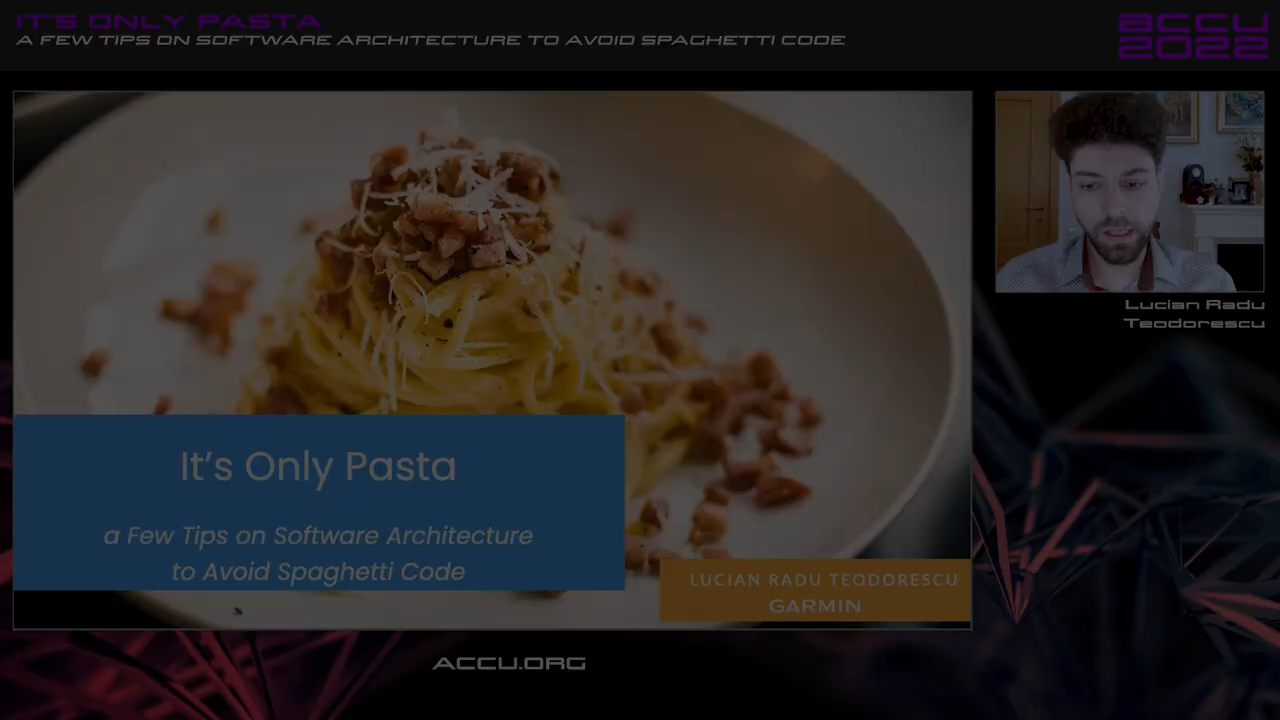 IT'S ONLY PASTA
A FEW TIPS ON SOFTWARE ARCHITECTURE TO AVOID SPAGHETTI CODE
accu
2022
It's Only Pasta
a Few Tips on Software Architecture
to Avoid Spaghetti Code
LUCIAN RADU TEODORESCU
GARMIN
Lucian Radu
Teodorescu
ACCU.ORG